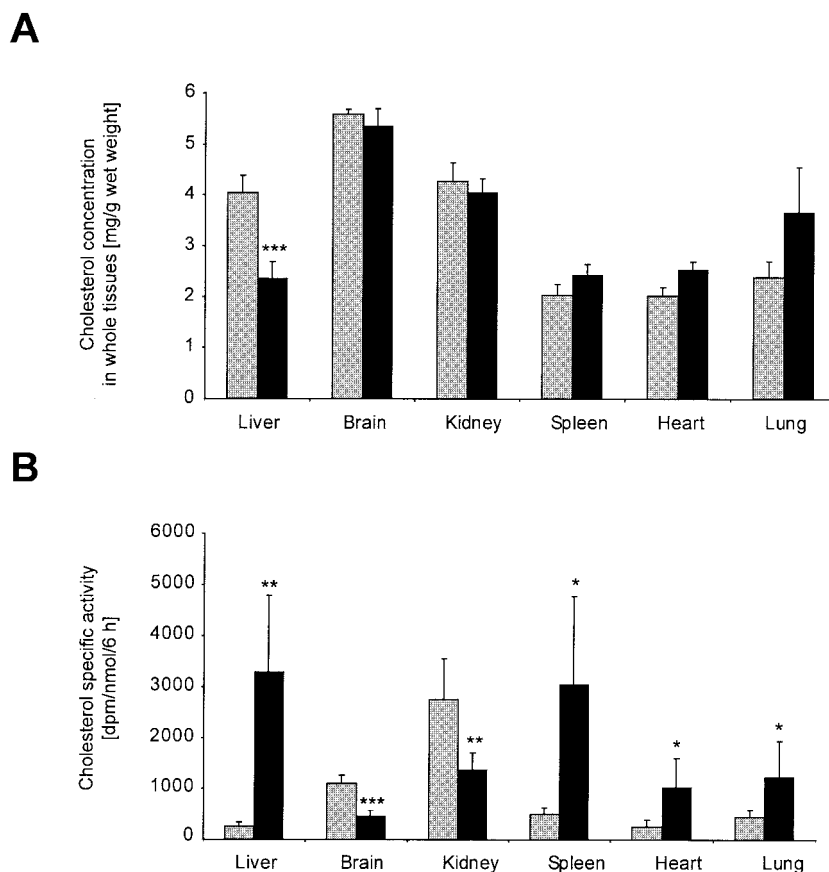 A
Cholesterol concentration
in whole tissues [mg/g wet weight]
6
5
4
3
2
1
0
***
Liver Brain Kidney Spleen Heart Lung
B
Cholesterol specific activity
[dpm/nmol/6 h]
6000
5000
4000
3000
2000
1000
0
** *** ** * * *
Liver Brain Kidney Spleen Heart Lung